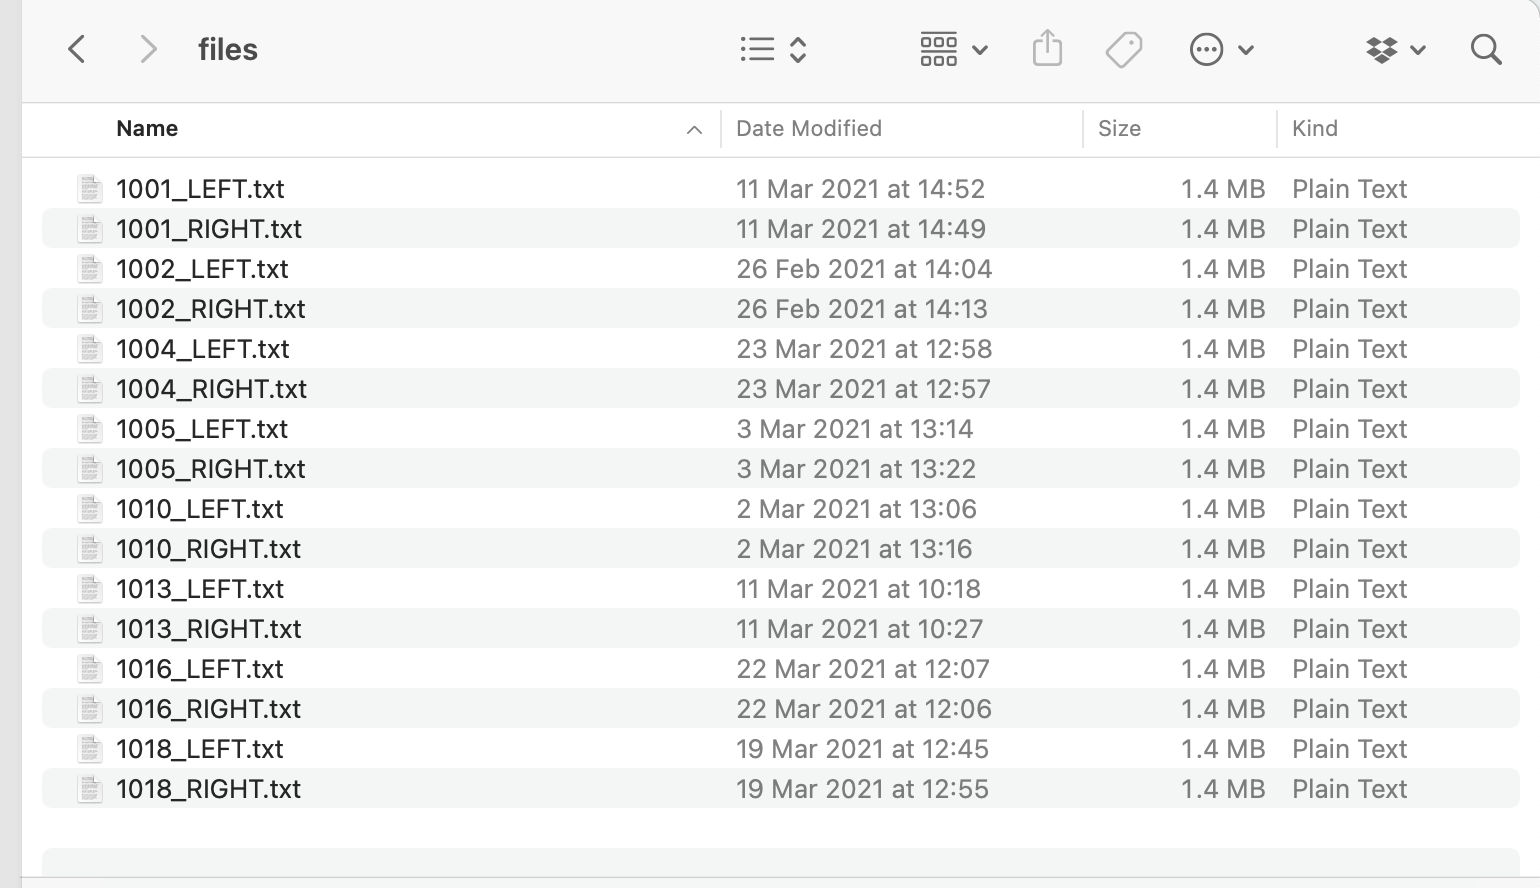 files
Name Date Modified Size Kind
1001_LEFT.txt 11 Mar 2021 at 14:52 1.4 MB Plain Text
1001_RIGHT.txt 11 Mar 2021 at 14:49 1.4 MB Plain Text
1002_LEFT.txt 26 Feb 2021 at 14:04 1.4 MB Plain Text
1002_RIGHT.txt 26 Feb 2021 at 14:13 1.4 MB Plain Text
1004_LEFT.txt 23 Mar 2021 at 12:58 1.4 MB Plain Text
1004_RIGHT.txt 23 Mar 2021 at 12:57 1.4 MB Plain Text
1005_LEFT.txt 3 Mar 2021 at 13:14 1.4 MB Plain Text
1005_RIGHT.txt 3 Mar 2021 at 13:22 1.4 MB Plain Text
1010_LEFT.txt 2 Mar 2021 at 13:06 1.4 MB Plain Text
1010_RIGHT.txt 2 Mar 2021 at 13:16 1.4 MB Plain Text
1013_LEFT.txt 11 Mar 2021 at 10:18 1.4 MB Plain Text
1013_RIGHT.txt 11 Mar 2021 at 10:27 1.4 MB Plain Text
1016_LEFT.txt 22 Mar 2021 at 12:07 1.4 MB Plain Text
1016_RIGHT.txt 22 Mar 2021 at 12:06 1.4 MB Plain Text
1018_LEFT.txt 19 Mar 2021 at 12:45 1.4 MB Plain Text
1018_RIGHT.txt 19 Mar 2021 at 12:55 1.4 MB Plain Text